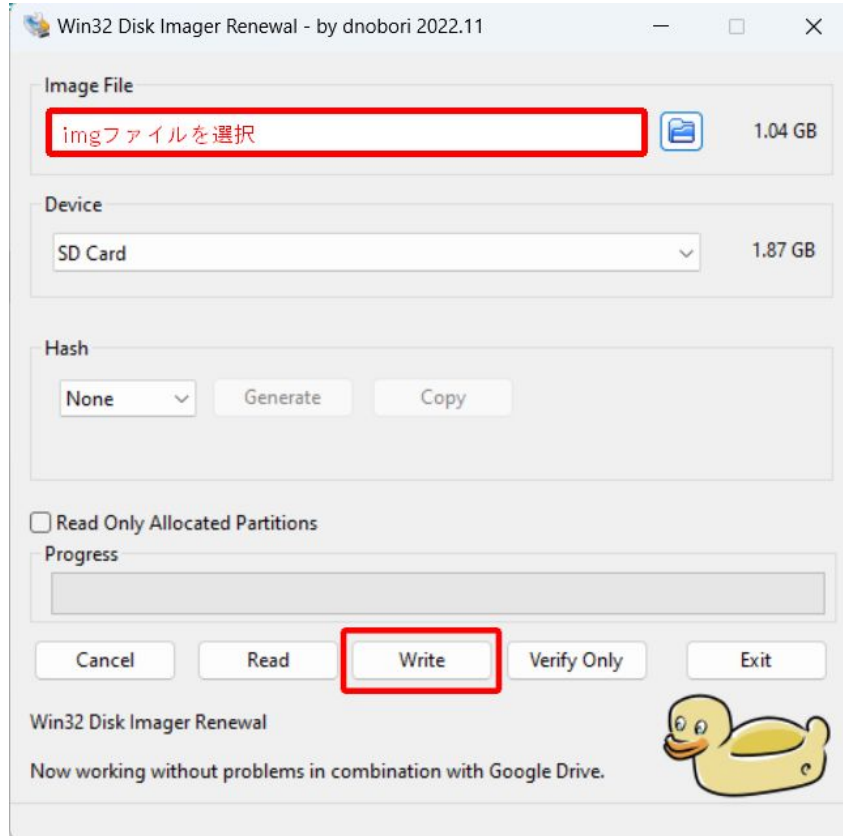 Win32 Disk Imager Renewal - by dnobori 2022.11
Image File
imgファイルを選択
1.04 GB
Device
SD Card
1.87 GB
Hash
None
Generate
Copy
Read Only Allocated Partitions
Progress
Cancel
Read
Write
Verify Only
Exit
Win32 Disk Imager Renewal
Now working without problems in combination with Google Drive.